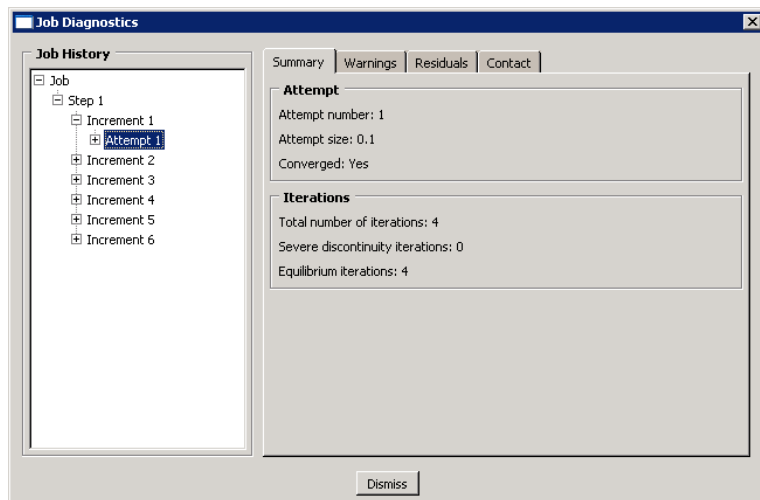 Job Diagnostics
Job History
Job
Step 1
Increment 1
Attempt 1
Increment 2
Increment 3
Increment 4
Increment 5
Increment 6
Summary Warnings Residuals Contact
Attempt
Attempt number: 1
Attempt size: 0.1
Converged: Yes
Iterations
Total number of iterations: 4
Severe discontinuity iterations: 0
Equilibrium iterations: 4
Dismiss